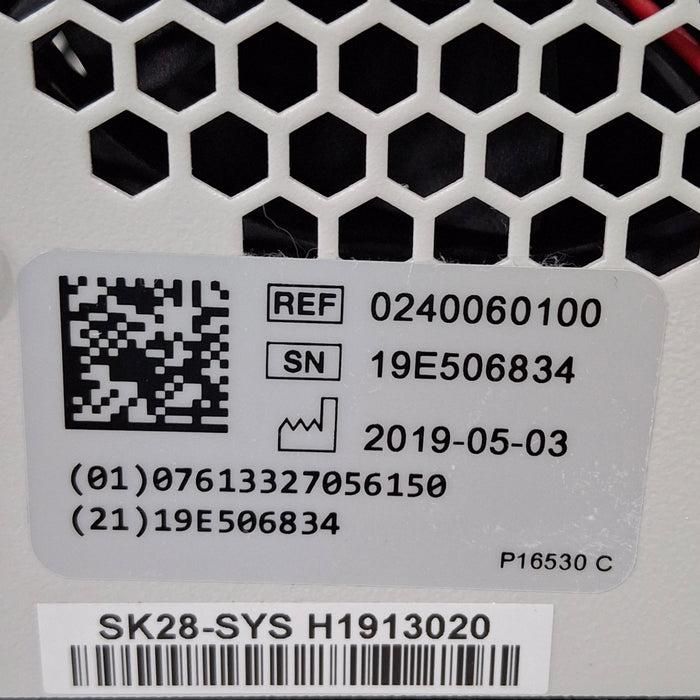 REF 0240060100
SN 19E506834
2019-05-03
(01)07613327056150
(21)19E506834
P16530 C
SK28-SYS H1913020